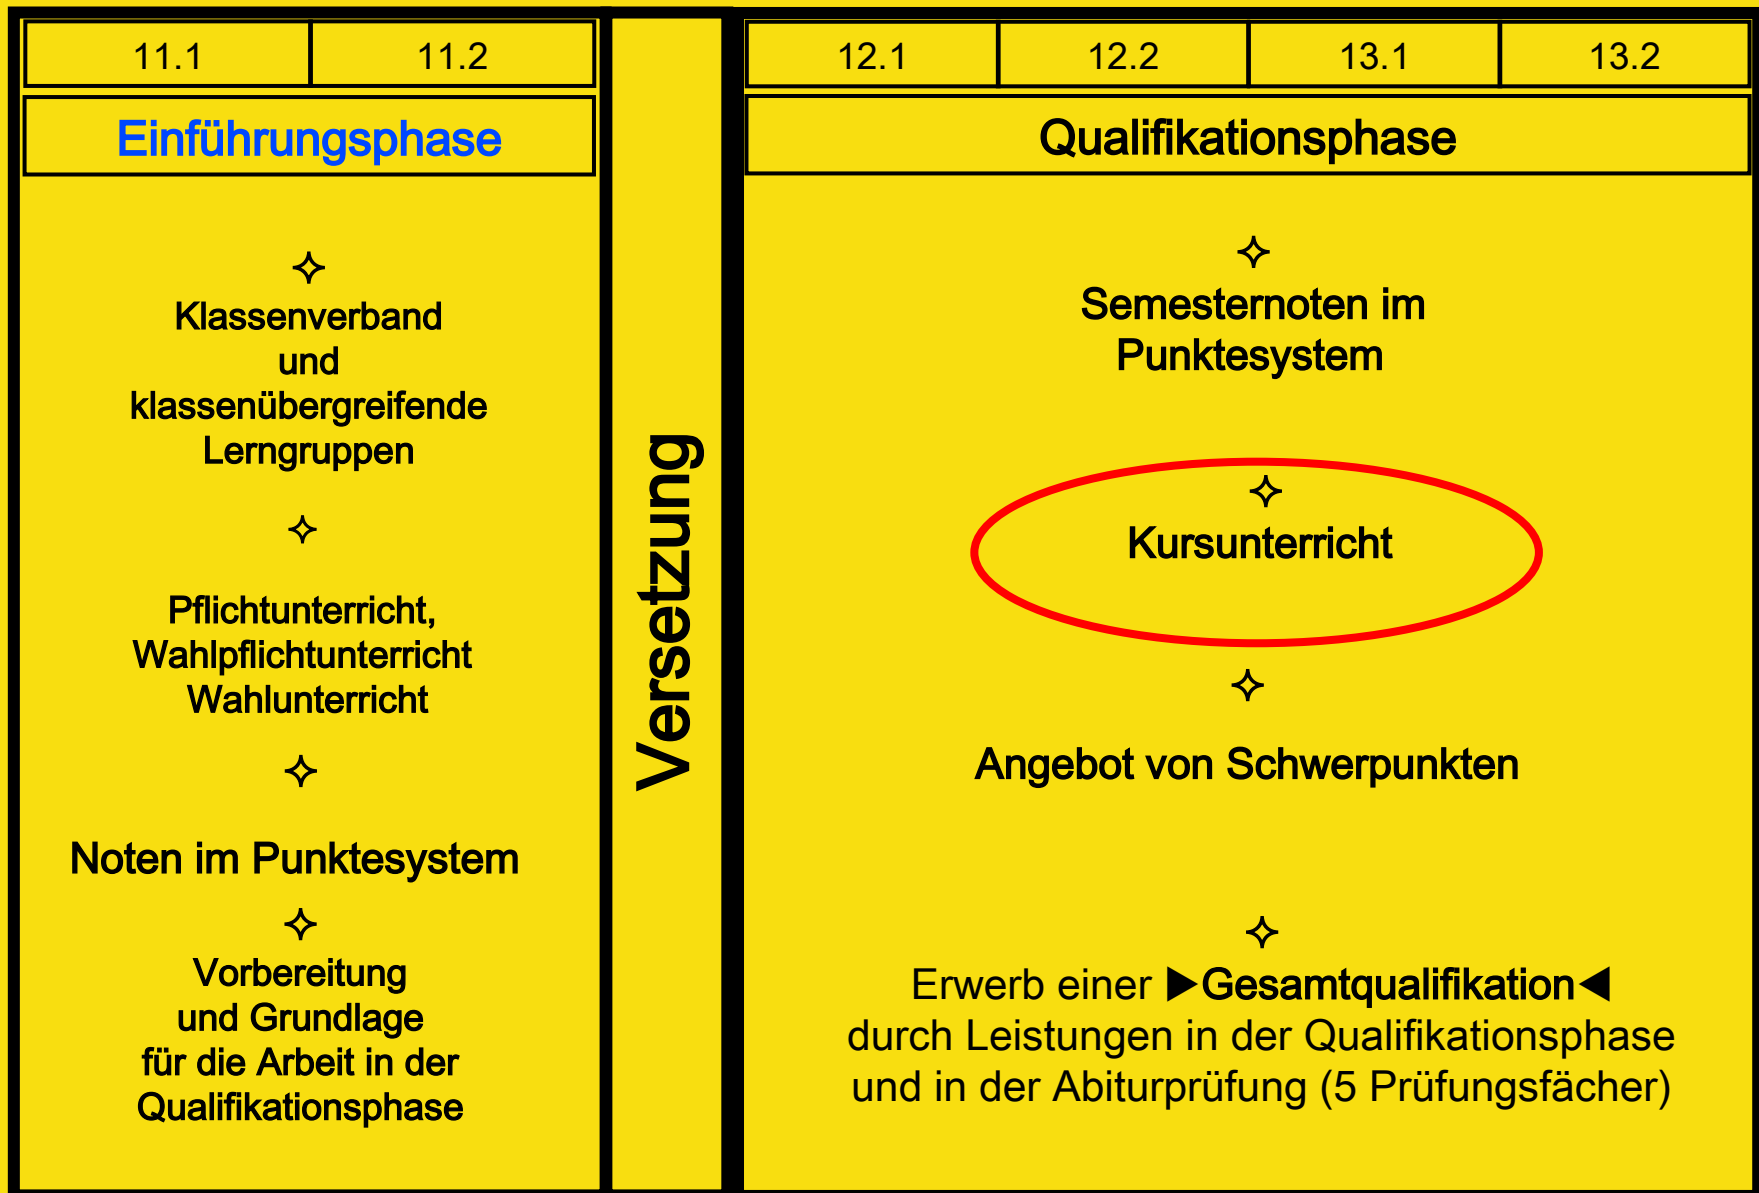 11.1 11.2
Einführungsphase
✧
Klassenverband
und
klassenübergreifende
Lerngruppen
✧
Pflichtunterricht,
Wahlpflichtunterricht
Wahlunterricht
✧
Noten im Punktesystem
✧
Vorbereitung
und Grundlage
für die Arbeit in der
Qualifikationsphase
Versetzung
12.1 12.2 13.1 13.2
Qualifikationsphase
✧
Semesternoten im
Punktesystem
✧
Kursunterricht
✧
Angebot von Schwerpunkten
✧
Erwerb einer ►Gesamtqualifikation◄
durch Leistungen in der Qualifikationsphase
und in der Abiturprüfung (5 Prüfungsfächer)